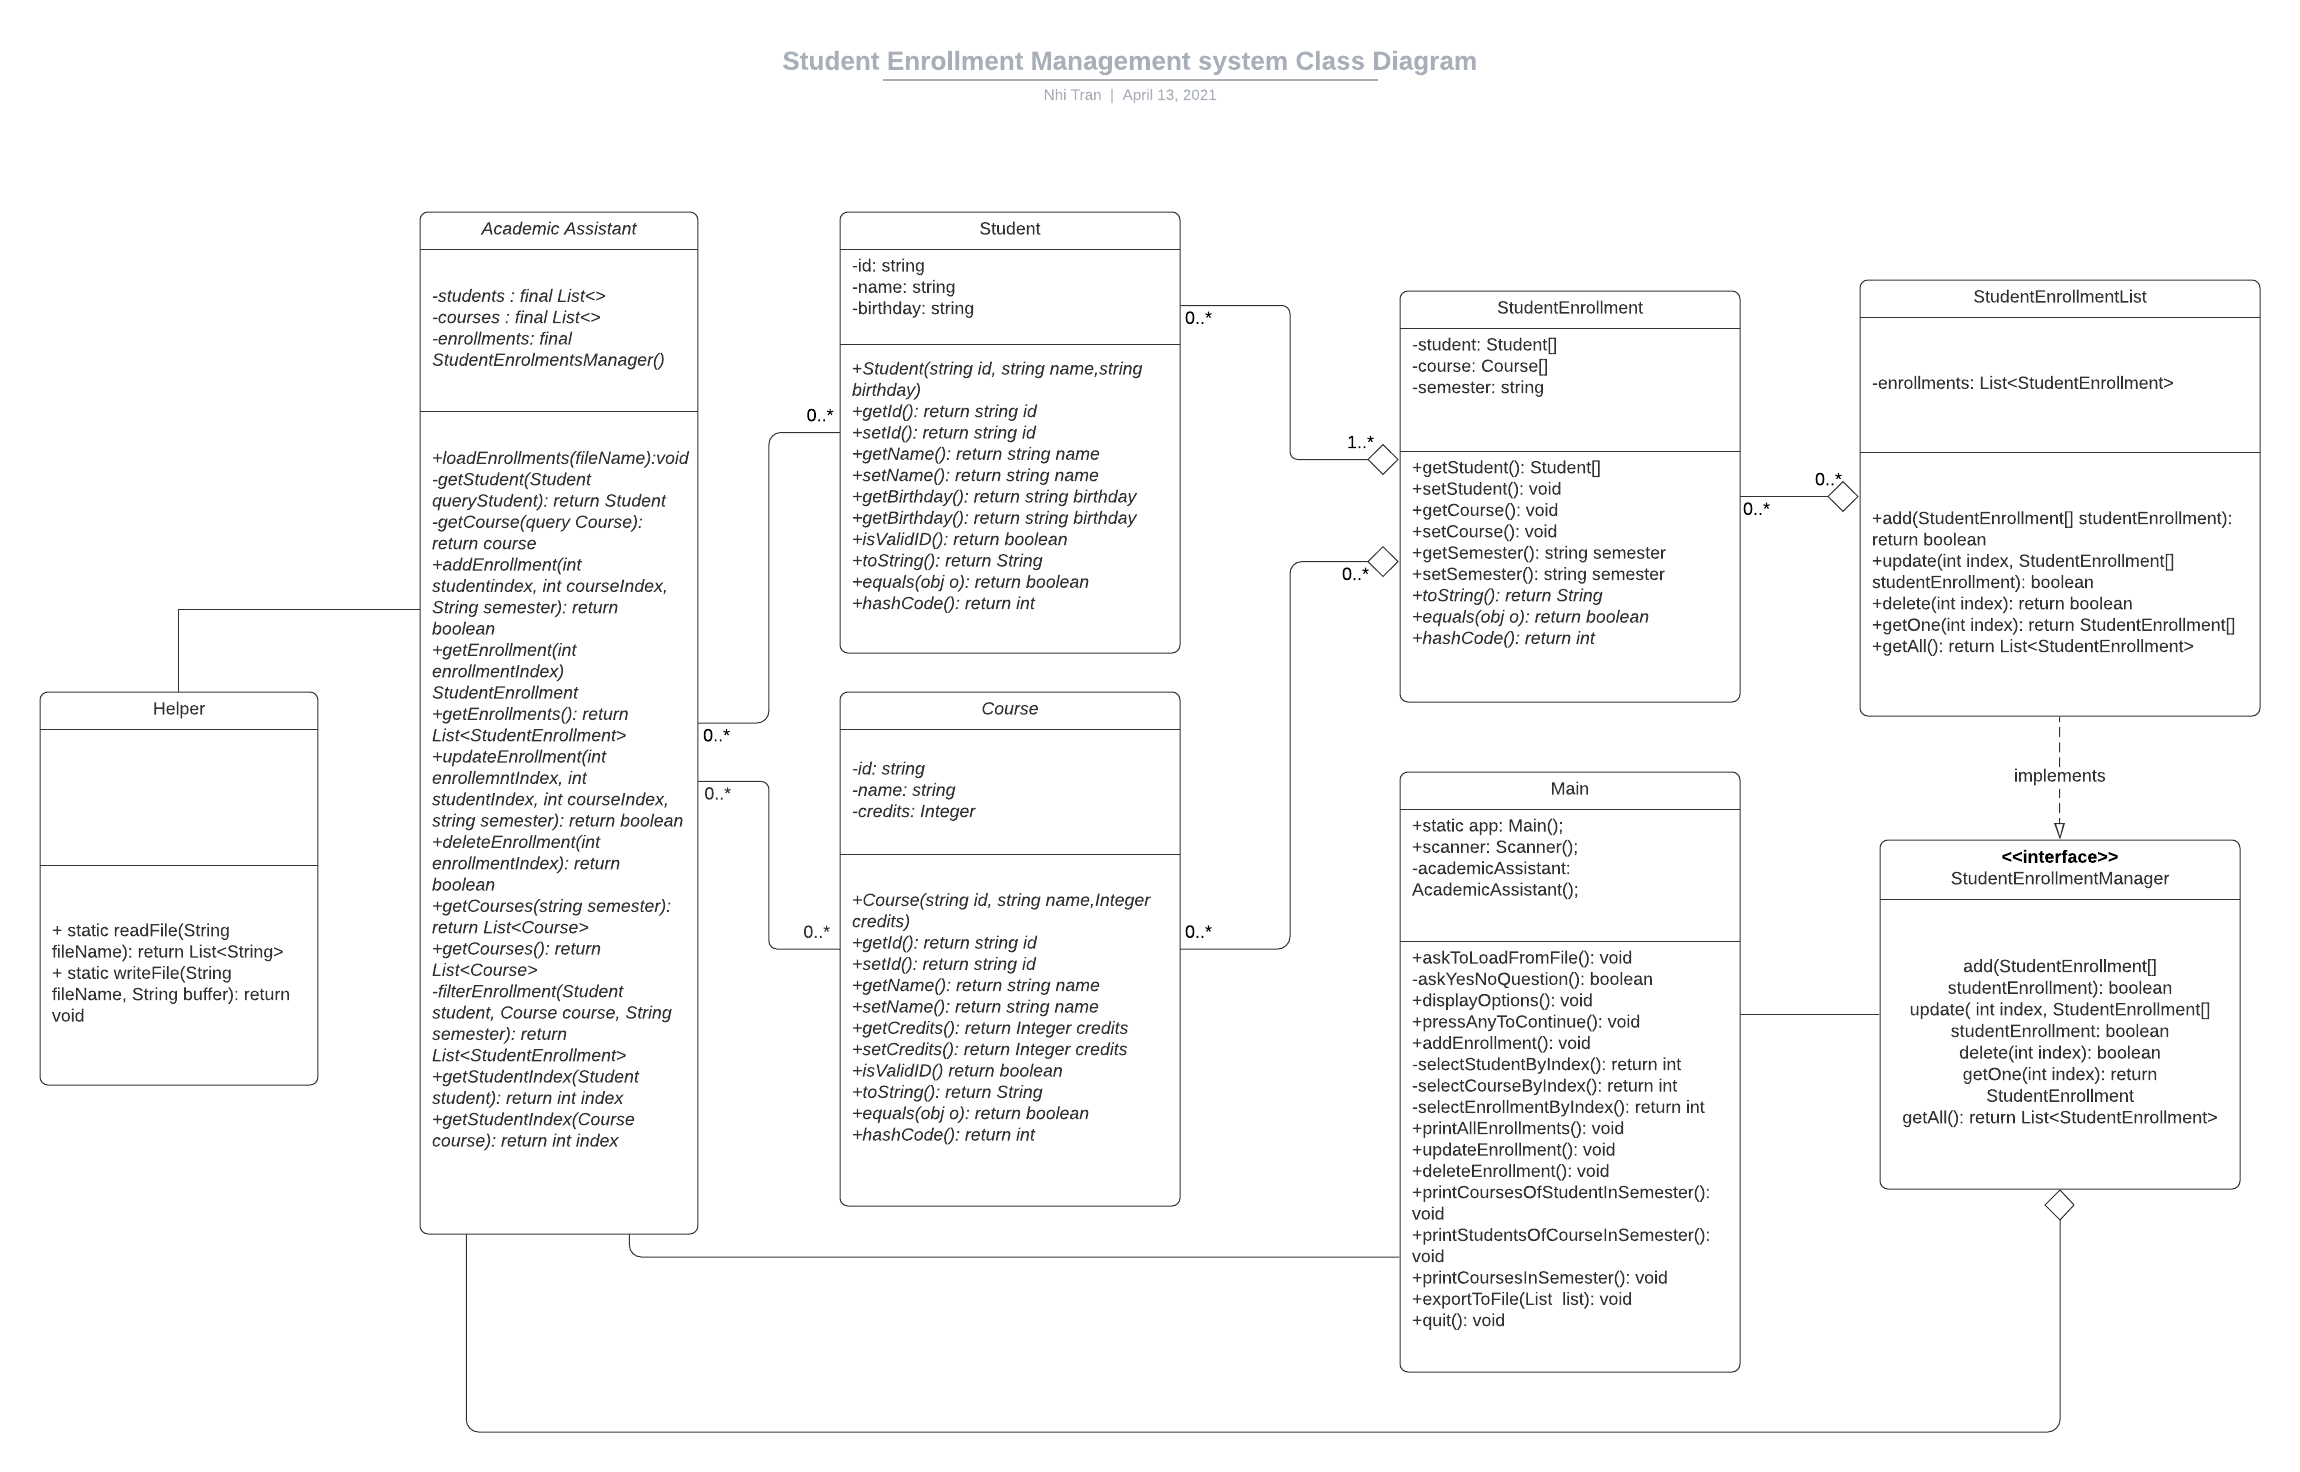 Student Enrollment Management system Class Diagram
Nhi Tran | April 13, 2021
Academic Assistant
-students : final List<>
-courses : final List<>
-enrollments: final
StudentEnrolmentsManager()
+loadEnrollments(fileName):void
-getStudent(Student
queryStudent): return Student
-getCourse(query Course):
return course
+addEnrollment(int
studentindex, int courseIndex,
String semester): return
boolean
+getEnrollment(int
enrollmentIndex)
StudentEnrollment
+getEnrollments(): return
List<StudentEnrollment>
+updateEnrollment(int
enrollemntIndex, int
studentIndex, int courseIndex,
string semester): return boolean
+deleteEnrollment(int
enrollmentIndex): return
boolean
+getCourses(string semester):
return List<Course>
+getCourses(): return
List<Course>
-filterEnrollment(Student
student, Course course, String
semester): return
List<StudentEnrollment>
+getStudentIndex(Student
student): return int index
+getStudentIndex(Course
course): return int index
Helper
+ static readFile(String
fileName): return List<String>
+ static writeFile(String
fileName, String buffer): return
void
0..*
0..*
0..*
0..*
Student
-id: string
-name: string
-birthday: string
+Student(string id, string name,string
birthday)
+getId(): return string id
+setId(): return string id
+getName(): return string name
+setName(): return string name
+getBirthday(): return string birthday
+getBirthday(): return string birthday
+isValidID(): return boolean
+toString(): return String
+equals(obj o): return boolean
+hashCode(): return int
Course
-id: string
-name: string
-credits: Integer
+Course(string id, string name,Integer
credits)
+getId(): return string id
+setId(): return string id
+getName(): return string name
+setName(): return string name
+getCredits(): return Integer credits
+setCredits(): return Integer credits
+isValidID() return boolean
+toString(): return String
+equals(obj o): return boolean
+hashCode(): return int
0..*
1..*
0..*
0..*
StudentEnrollment
-student: Student[]
-course: Course[]
-semester: string
+getStudent(): Student[]
+setStudent(): void
+getCourse(): void
+setCourse(): void
+getSemester(): string semester
+setSemester(): string semester
+toString(): return String
+equals(obj o): return boolean
+hashCode(): return int
0..*
0..*
Main
+static app: Main();
+scanner: Scanner();
-academicAssistant:
AcademicAssistant();
+askToLoadFromFile(): void
-askYesNoQuestion(): boolean
+displayOptions(): void
+pressAnyToContinue(): void
+addEnrollment(): void
-selectStudentByIndex(): return int
-selectCourseByIndex(): return int
-selectEnrollmentByIndex(): return int
+printAllEnrollments(): void
+updateEnrollment(): void
+deleteEnrollment(): void
+printCoursesOfStudentInSemester():
void
+printStudentsOfCourseInSemester():
void
+printCoursesInSemester(): void
+exportToFile(List list): void
+quit(): void
StudentEnrollmentList
-enrollments: List<StudentEnrollment>
+add(StudentEnrollment[] studentEnrollment):
return boolean
+update(int index, StudentEnrollment[]
studentEnrollment): boolean
+delete(int index): return boolean
+getOne(int index): return StudentEnrollment[]
+getAll(): return List<StudentEnrollment>
implements
<<interface>>
StudentEnrollmentManager
add(StudentEnrollment[]
studentEnrollment): boolean
update( int index, StudentEnrollment[]
studentEnrollment: boolean
delete(int index): boolean
getOne(int index): return
StudentEnrollment
getAll(): return List<StudentEnrollment>